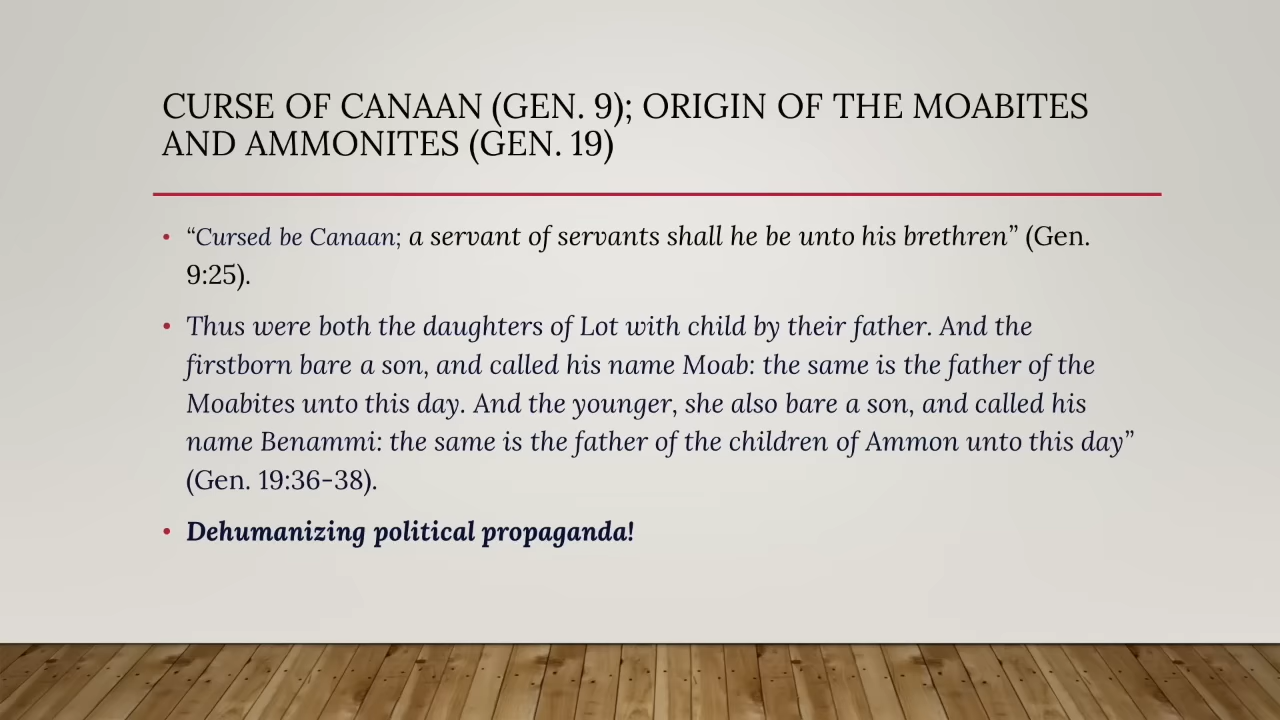 CURSE OF CANAAN (GEN. 9); ORIGIN OF THE MOABITES
AND AMMONITES (GEN. 19)
• “Cursed be Canaan; a servant of servants shall he be unto his brethren” (Gen.
9:25).
• Thus were both the daughters of Lot with child by their father. And the
firstborn bare a son, and called his name Moab: the same is the father of the
Moabites unto this day. And the younger, she also bare a son, and called his
name Benammi: the same is the father of the children of Ammon unto this day”
(Gen. 19:36-38).
• Dehumanizing political propaganda!